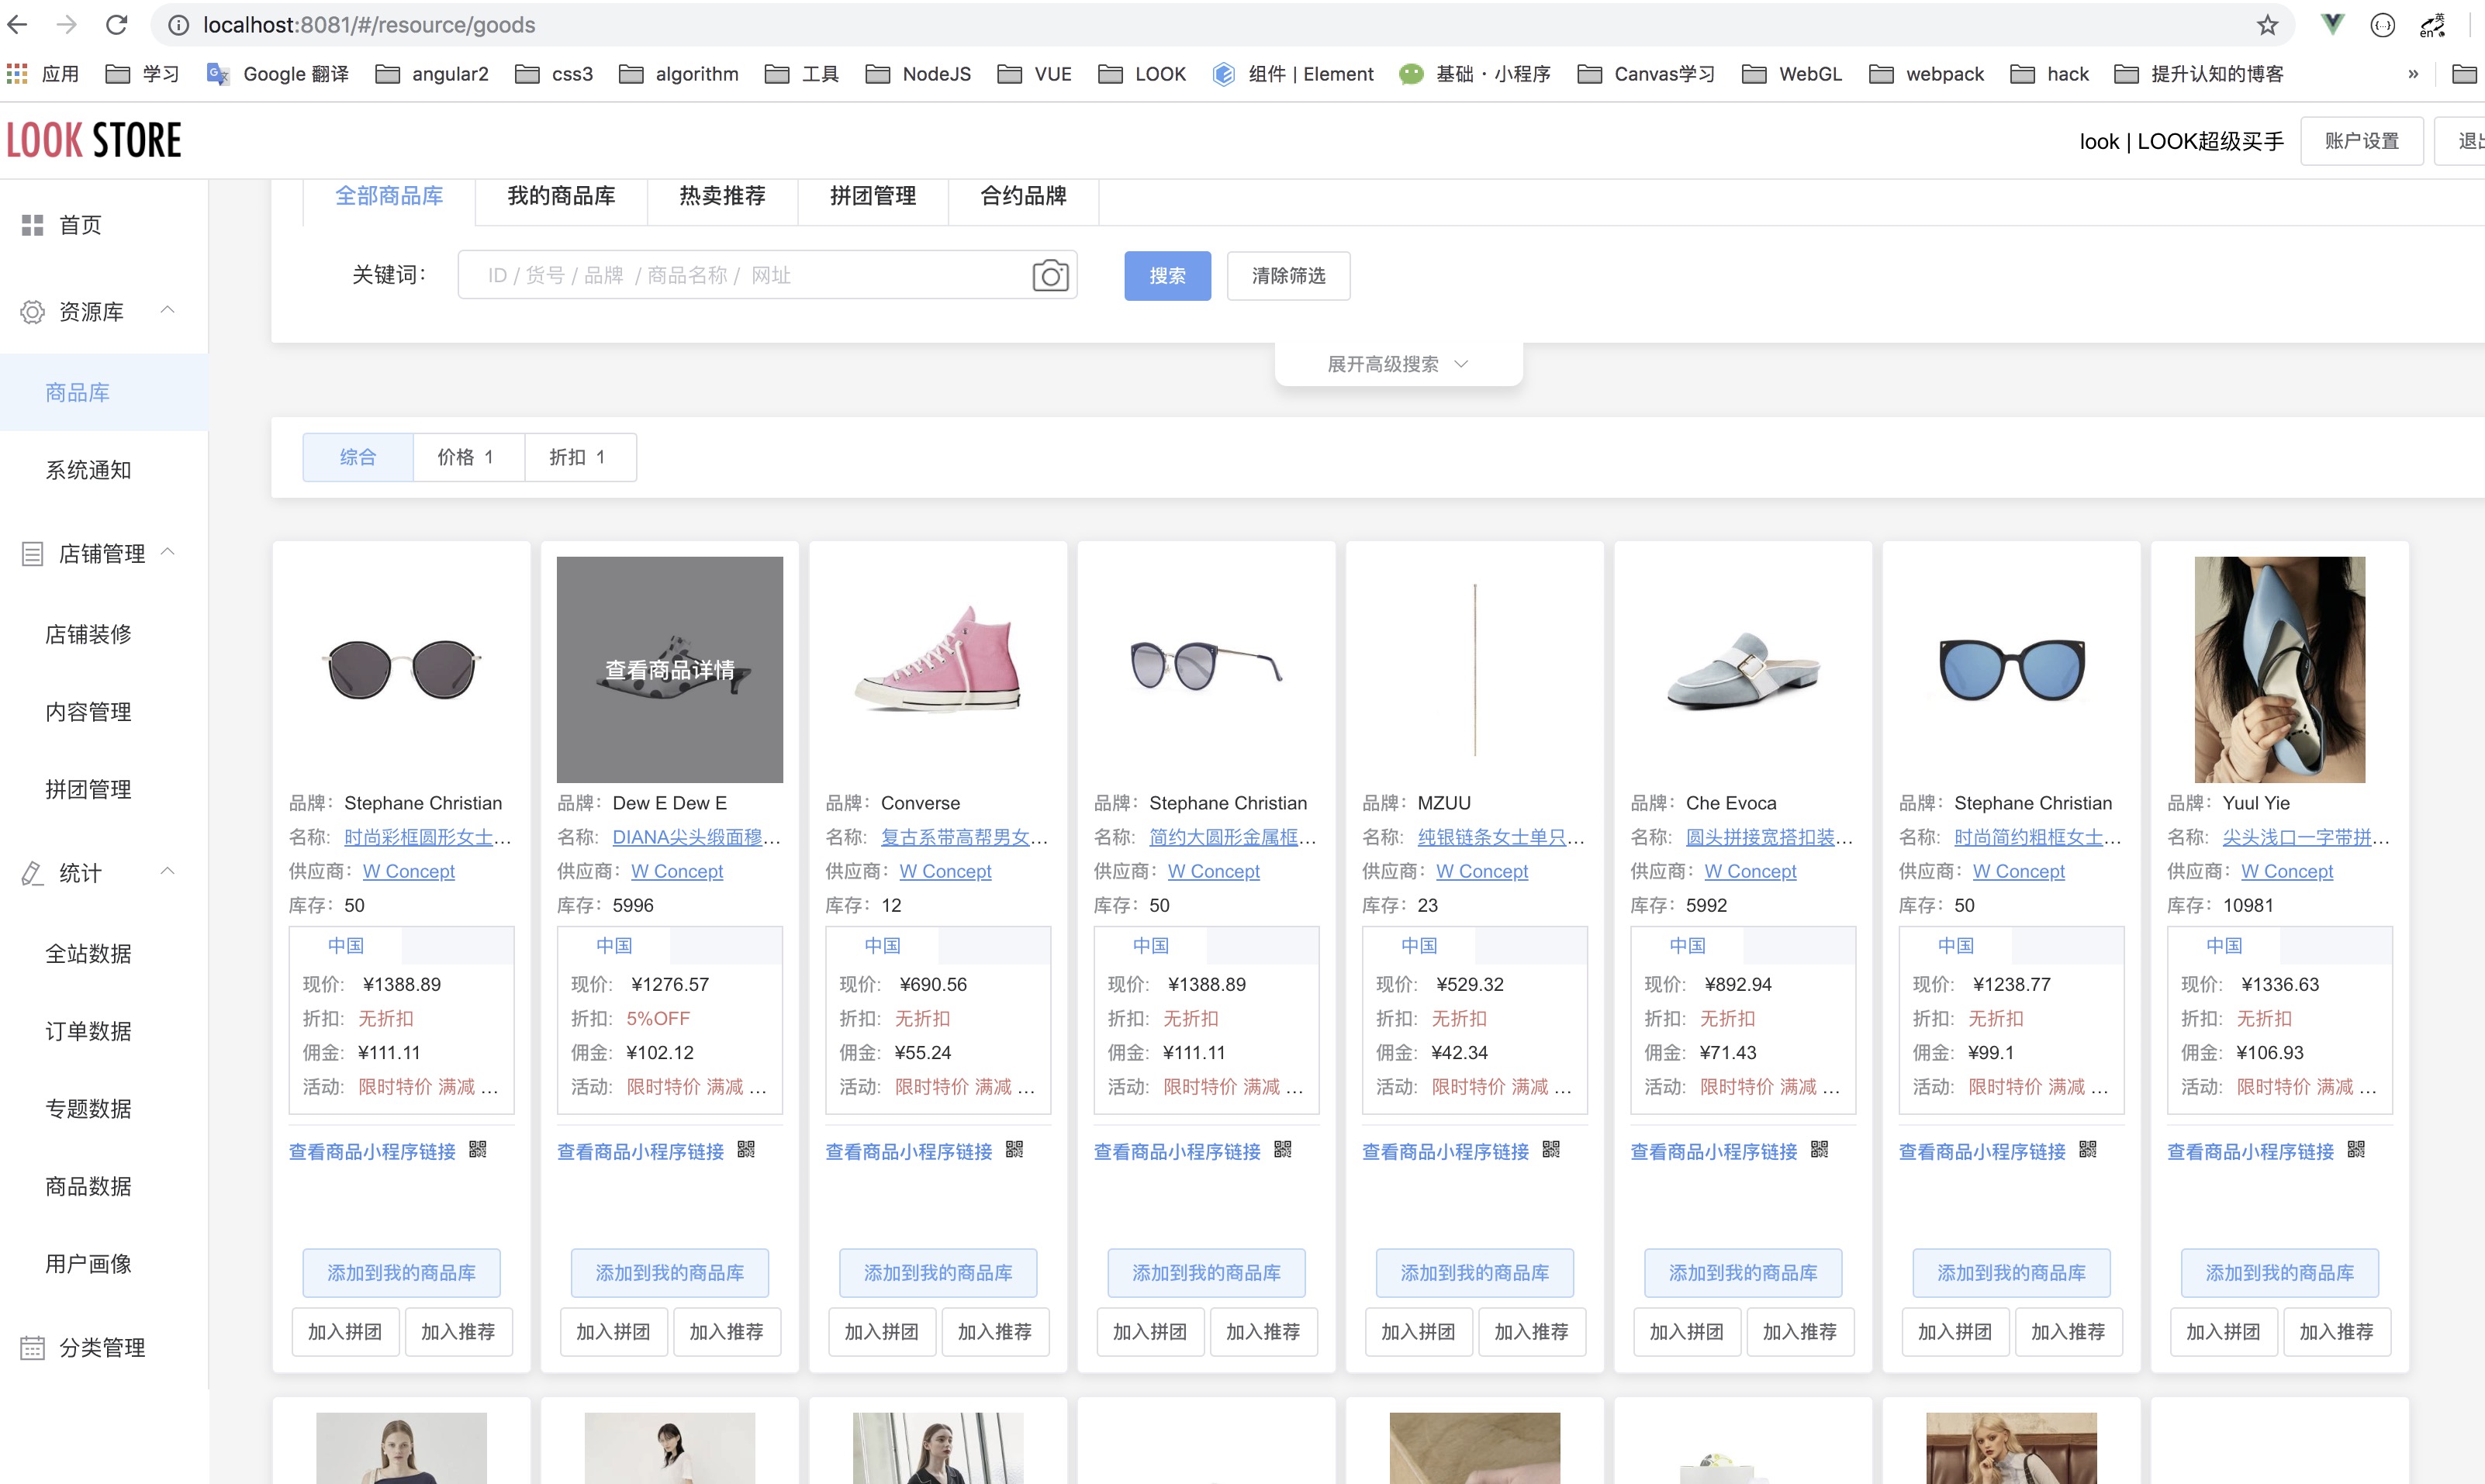 localhost:8081/#/resource/goods
应用 学习 Google 翻译 angular2 css3 algorithm 工具 NodeJS VUE LOOK 组件 | Element 基础 · 小程序 Canvas学习 WebGL webpack hack 提升认知的博客 »
LOOK STORE
look | LOOK超级买手 账户设置
首页
资源库
商品库
系统通知
店铺管理
店铺装修
内容管理
拼团管理
统计
全站数据
订单数据
专题数据
商品数据
用户画像
分类管理
全部商品库 我的商品库 热卖推荐 拼团管理 合约品牌
关键词： ID / 货号 / 品牌 / 商品名称 / 网址 搜索 清除筛选
展开高级搜索
综合 价格 1 折扣 1
查看商品详情
品牌：Stephane Christian 品牌：Dew E Dew E 品牌：Converse 品牌：Stephane Christian 品牌：MZUU 品牌：Che Evoca 品牌：Stephane Christian 品牌：Yuul Yie
名称: 时尚彩框圆形女士... 名称: DIANA尖头缎面穆... 名称: 复古系带高帮男女... 名称: 简约大圆形金属框... 名称: 纯银链条女士单只... 名称: 圆头拼接宽搭扣装... 名称: 时尚简约粗框女士... 名称: 尖头浅口一字带拼...
供应商：W Concept 供应商：W Concept 供应商：W Concept 供应商：W Concept 供应商：W Concept 供应商：W Concept 供应商：W Concept 供应商：W Concept
库存：50 库存：5996 库存：12 库存：50 库存：23 库存：5992 库存：50 库存：10981
中国 中国 中国 中国 中国 中国 中国 中国
现价: ¥1388.89 现价: ¥1276.57 现价: ¥690.56 现价: ¥1388.89 现价: ¥529.32 现价: ¥892.94 现价: ¥1238.77 现价: ¥1336.63
折扣: 无折扣 折扣: 5%OFF 折扣: 无折扣 折扣: 无折扣 折扣: 无折扣 折扣: 无折扣 折扣: 无折扣 折扣: 无折扣
佣金: ¥111.11 佣金: ¥102.12 佣金: ¥55.24 佣金: ¥111.11 佣金: ¥42.34 佣金: ¥71.43 佣金: ¥99.1 佣金: ¥106.93
活动: 限时特价 满减 ... 活动: 限时特价 满减 ... 活动: 限时特价 满减 ... 活动: 限时特价 满减 ... 活动: 限时特价 满减 ... 活动: 限时特价 满减 ... 活动: 限时特价 满减 ... 活动: 限时特价 满减 ...
查看商品小程序链接 查看商品小程序链接 查看商品小程序链接 查看商品小程序链接 查看商品小程序链接 查看商品小程序链接 查看商品小程序链接 查看商品小程序链接
添加到我的商品库 添加到我的商品库 添加到我的商品库 添加到我的商品库 添加到我的商品库 添加到我的商品库 添加到我的商品库 添加到我的商品库
加入拼团 加入推荐 加入拼团 加入推荐 加入拼团 加入推荐 加入拼团 加入推荐 加入拼团 加入推荐 加入拼团 加入推荐 加入拼团 加入推荐 加入拼团 加入推荐